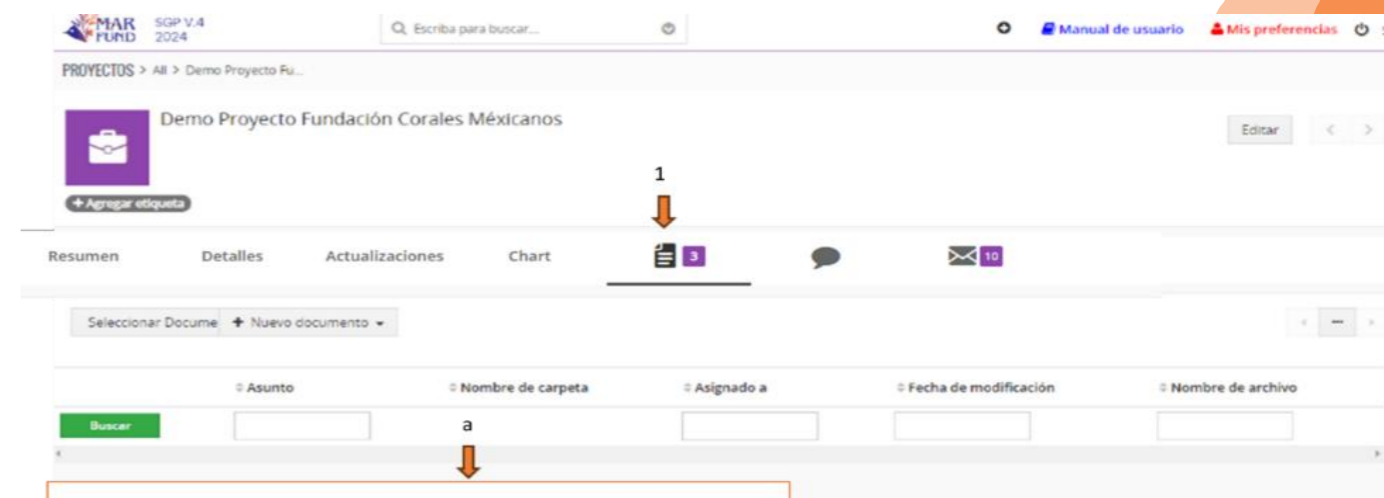 MAR FUND SGP V.4 2024
Escriba para buscar...
Manual de usuario
Mis preferencias
PROYECTOS > All > Demo Proyecto Fu...
Demo Proyecto Fundación Corales Méxicanos
Editar
+ Agregar etiqueta
1
Resumen Detalles Actualizaciones Chart 3 10
Seleccionar Docume + Nuevo documento
Asunto Nombre de carpeta Asignado a Fecha de modificación Nombre de archivo
Buscar
a